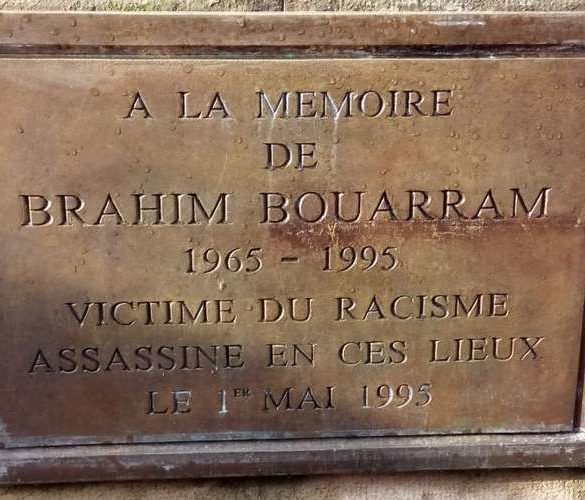 A LA MEMOIRE
DE
BRAHIM BOUARRAM
1965 - 1995
VICTIME DU RACISME
ASSASSINE EN CES LIEUX
LE 1ER MAI 1995